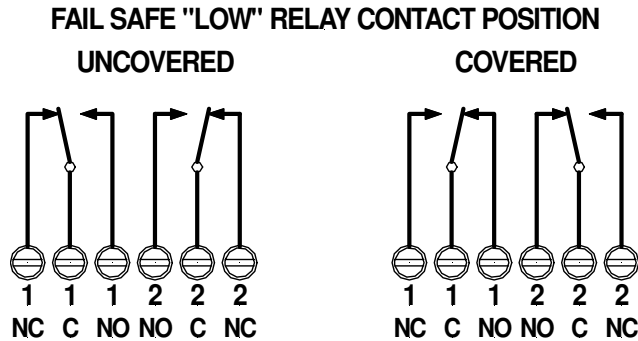 FAIL SAFE "LOW" RELAY CONTACT POSITION
UNCOVERED COVERED
1 1 1 2 2 2 1 1 1 2 2 2
NC C NO NO C NC NC C NO NO C NC